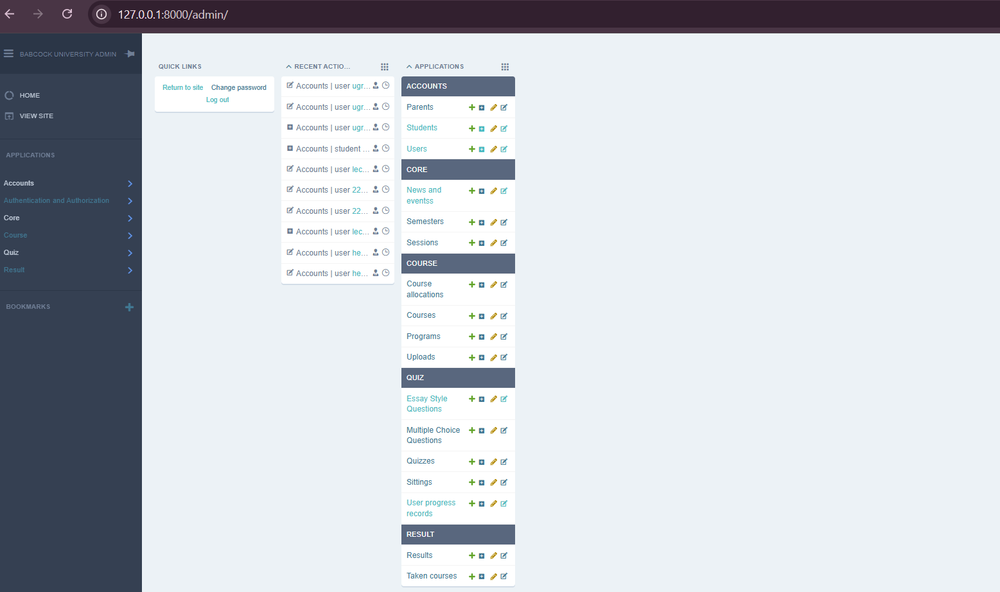 127.0.0.1:8000/admin/
BABCOCK UNIVERSITY ADMIN
HOME
VIEW SITE
APPLICATIONS
Accounts
Authentication and Authorization
Core
Course
Quiz
Result
BOOKMARKS
QUICK LINKS
Return to site Change password
Log out
RECENT ACTIO...
Accounts | user ugr...
Accounts | user ugr...
Accounts | user ugr...
Accounts | student ...
Accounts | user lec...
Accounts | user 22...
Accounts | user 22...
Accounts | user lec...
Accounts | user he...
Accounts | user he...
APPLICATIONS
ACCOUNTS
Parents
Students
Users
CORE
News and
eventss
Semesters
Sessions
COURSE
Course
allocations
Courses
Programs
Uploads
QUIZ
Essay Style
Questions
Multiple Choice
Questions
Quizzes
Sittings
User progress
records
RESULT
Results
Taken courses